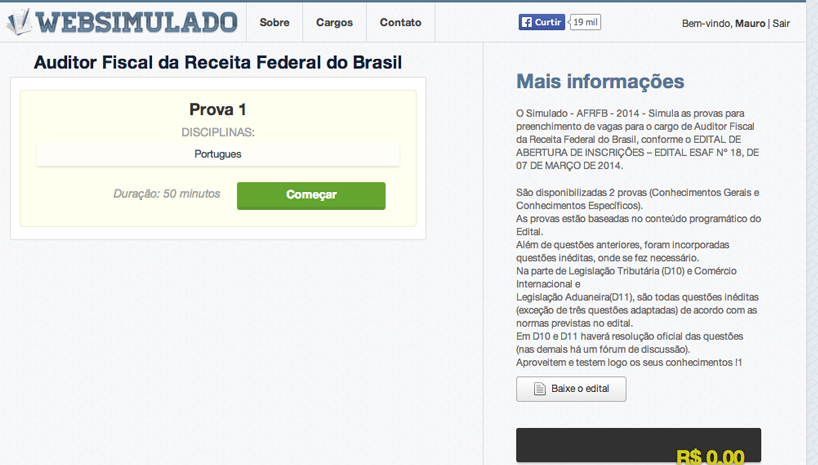 WEBSIMULADO
Sobre
Cargos
Contato
Curtir
19 mil
Bem-vindo, Mauro | Sair
Auditor Fiscal da Receita Federal do Brasil
Prova 1
DISCIPLINAS:
Portugues
Duração: 50 minutos
Começar
Mais informações
O Simulado - AFRFB - 2014 - Simula as provas para
preenchimento de vagas para o cargo de Auditor Fiscal
da Receita Federal do Brasil, conforme o EDITAL DE
ABERTURA DE INSCRIÇÕES – EDITAL ESAF Nº 18, DE
07 DE MARÇO DE 2014.
São disponibilizadas 2 provas (Conhecimentos Gerais e
Conhecimentos Específicos).
As provas estão baseadas no conteúdo programático do
Edital.
Além de questões anteriores, foram incorporadas
questões inéditas, onde se fez necessário.
Na parte de Legislação Tributária (D10) e Comércio
Internacional e
Legislação Aduaneira(D11), são todas questões inéditas
(exceção de três questões adaptadas) de acordo com as
normas previstas no edital.
Em D10 e D11 haverá resolução oficial das questões
(nas demais há um fórum de discussão).
Aproveitem e testem logo os seus conhecimentos !1
Baixe o edital
R$ 0,00